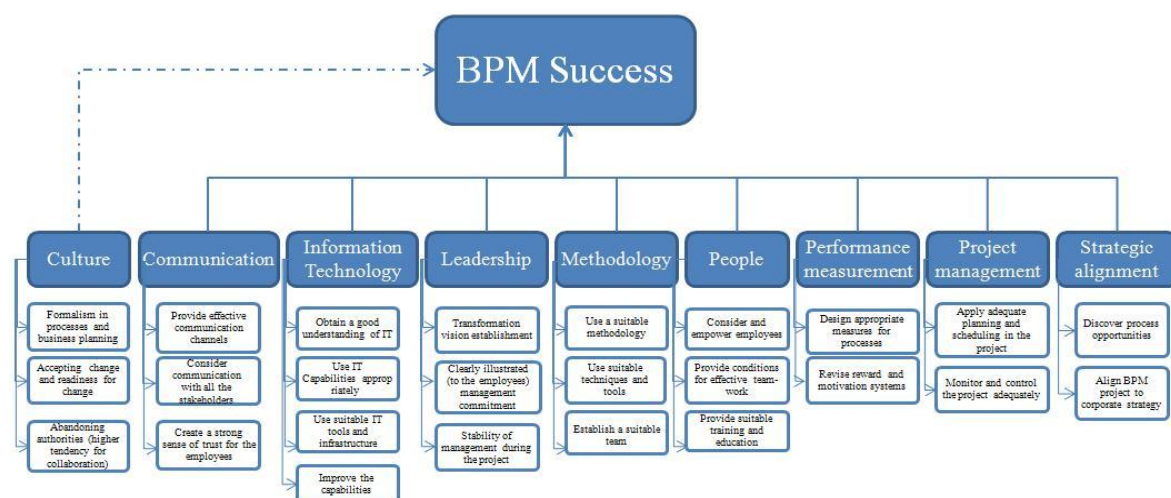 BPM Success
Culture
Communication
Information
Technology
Leadership
Methodology
People
Performance
measurement
Project
management
Strategic
alignment
Formalism in
processes and
business planning
Accepting change
and readiness for
change
Abandoning
authorities (higher
tendency for
collaboration)
Provide effective
communication
channels
Consider
communication
with all the
stakeholders
Create a strong
sense of trust for the
employees
Obtain a good
understanding of IT
Use IT
Capabilities approp
riately
Use suitable IT
tools and
infrastructure
Improve the
capabilities
Transformation
vision establishment
Clearly illustrated
(to the employees)
management
commitment
Stability of
management during
the project
Use a suitable
methodology
Use suitable
techniques and
tools
Establish a suitable
team
Consider and
empower employees
Provide conditions
for effective team-
work
Provide suitable
training and
education
Design appropriate
measures for
processes
Revise reward and
motivation systems
Apply adequate
planning and
scheduling in the
project
Monitor and control
the project adequately
Discover process
opportunities
Align BPM
project to
corporate strategy